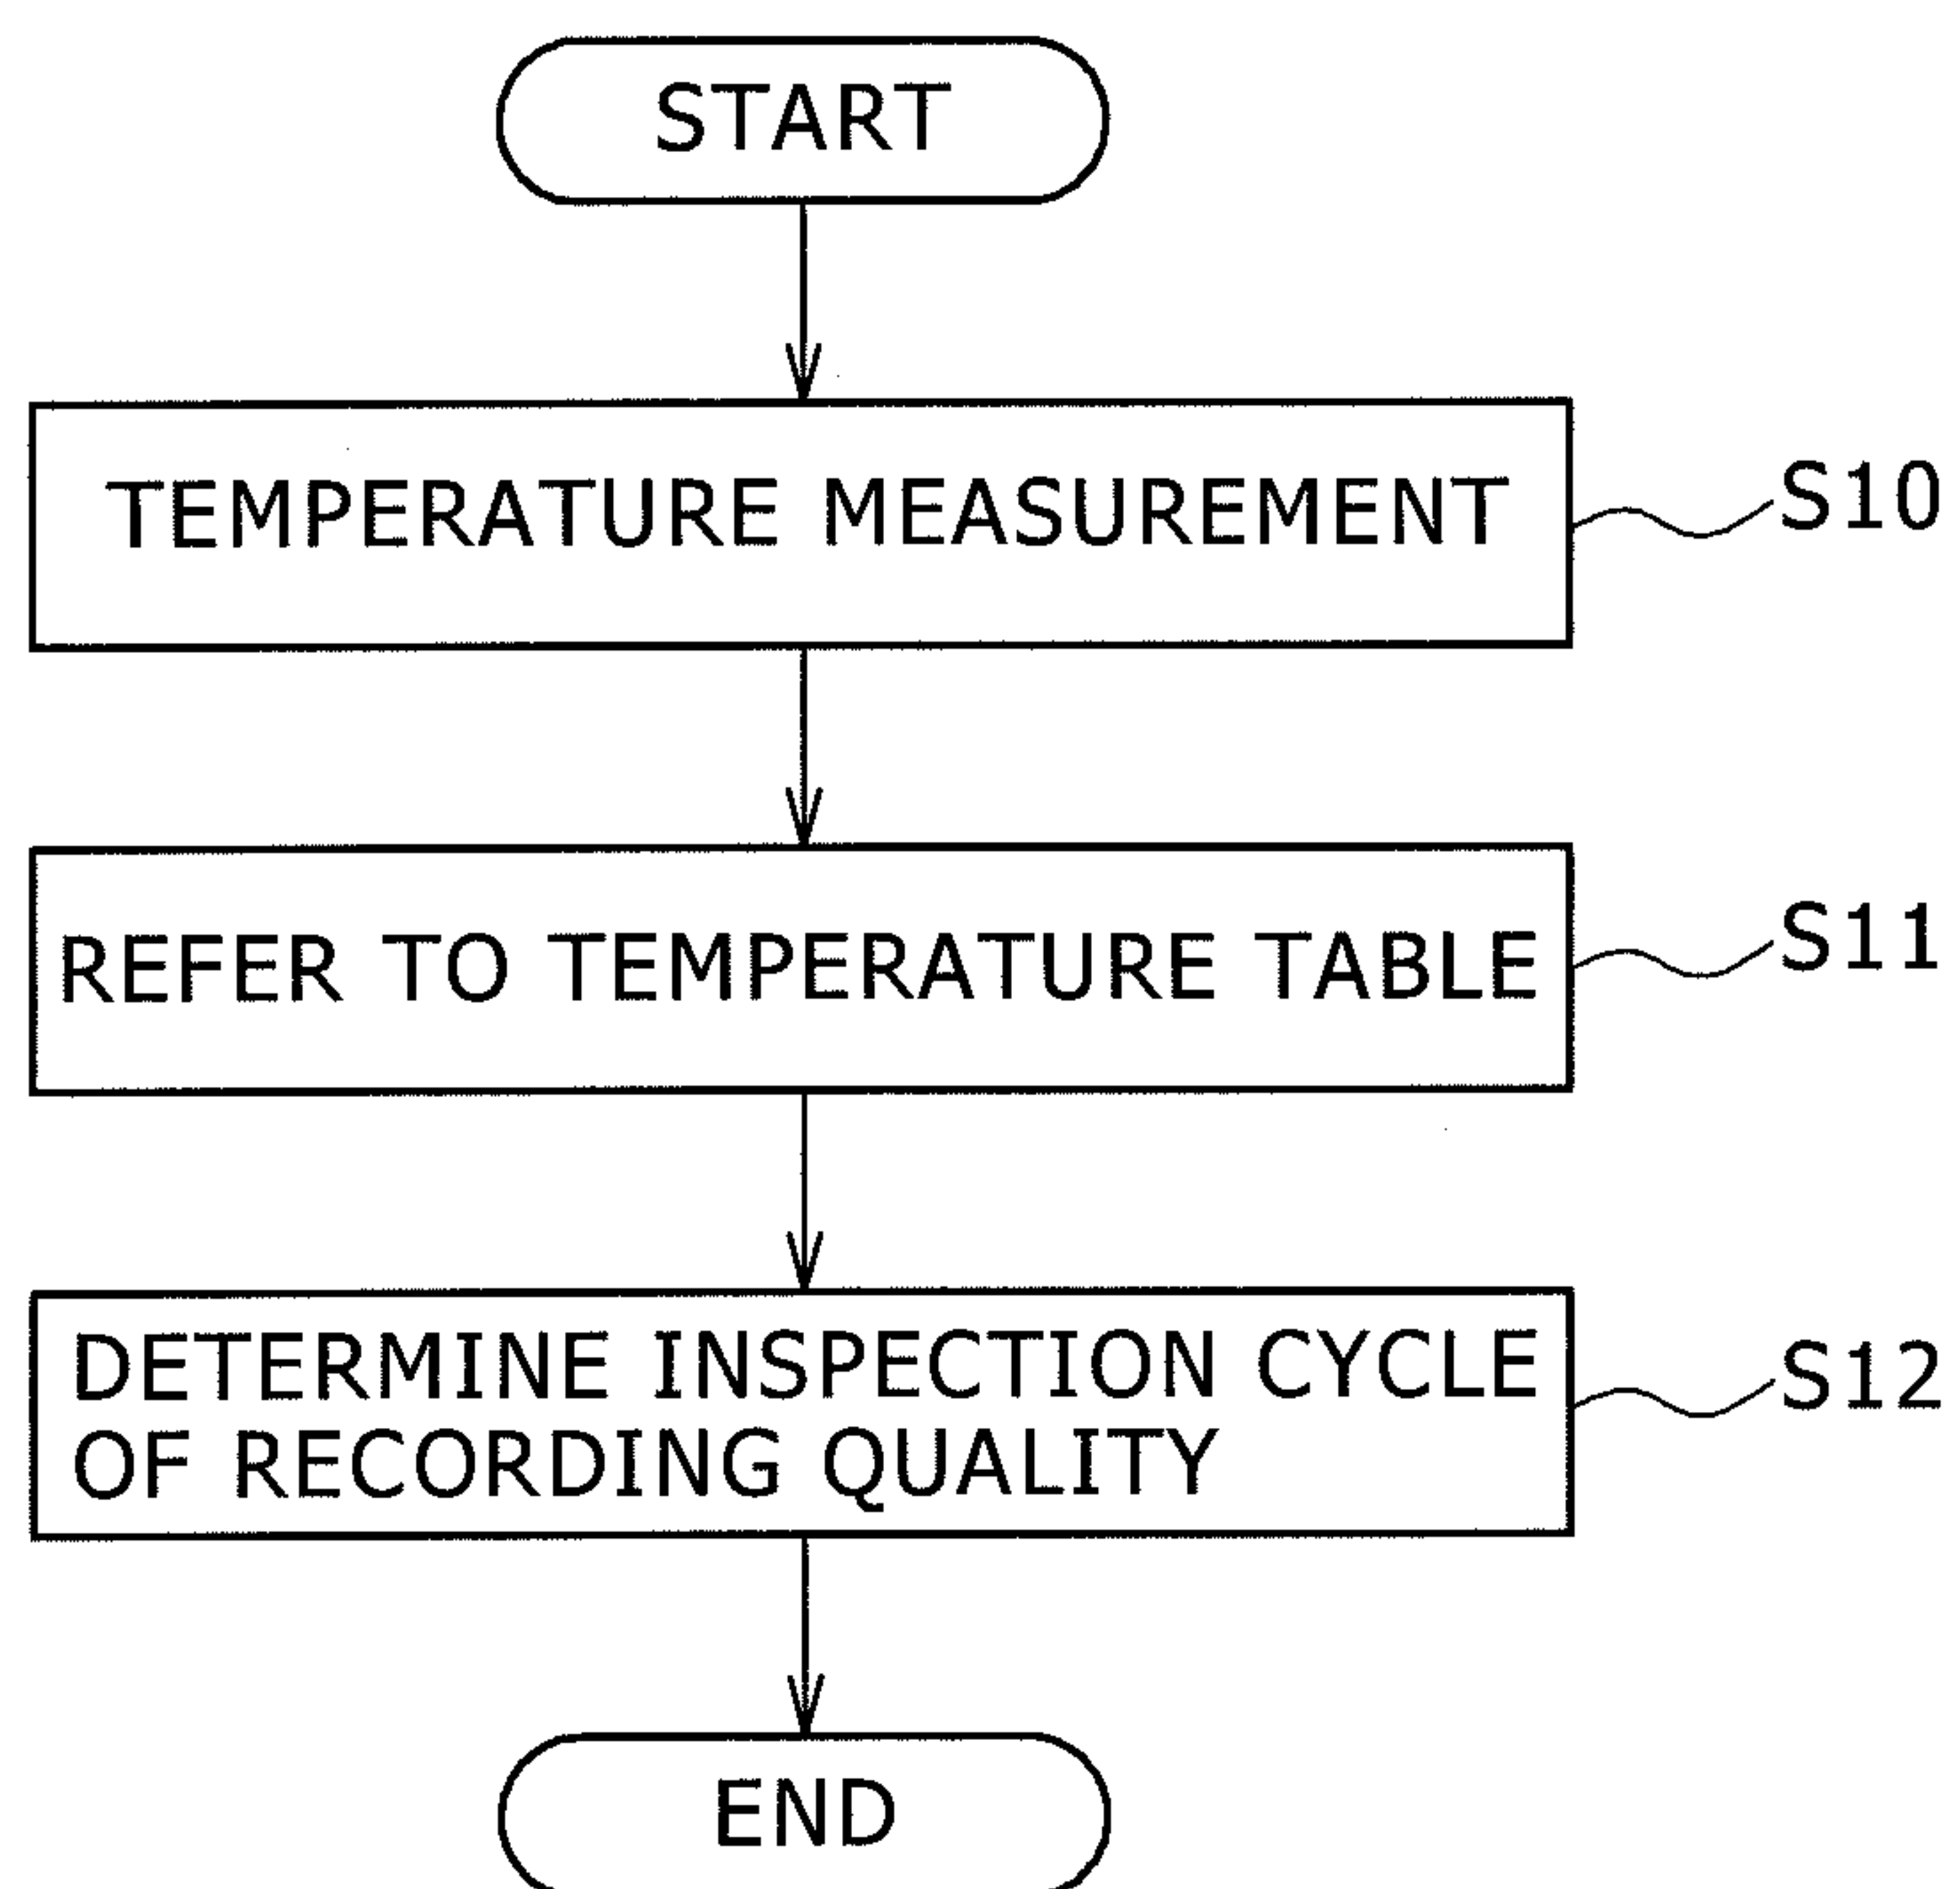 START
TEMPERATURE MEASUREMENT
S10
REFER TO TEMPERATURE TABLE
S11
DETERMINE INSPECTION CYCLE
OF RECORDING QUALITY
S12
END